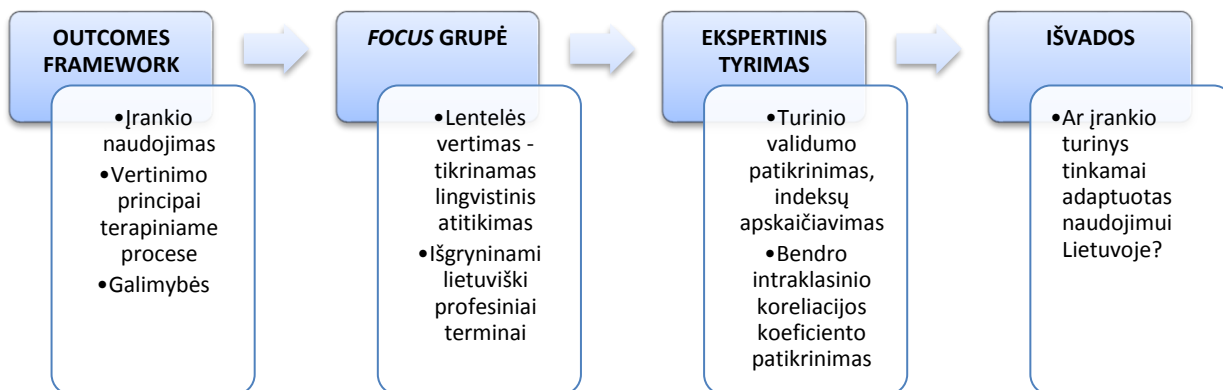 OUTCOMES
FRAMEWORK
•Įrankio
naudojimas
•Vertinimo
principai
terapiniame
procese
•Galimybės
FOCUS GRUPĖ
•Lentelės
vertimas -
tikrinamas
lingvistinis
atitikimas
•Išgryninami
lietuviški
profesiniai
terminai
EKSPERTINIS
TYRIMAS
•Turinio
validumo
patikrinimas,
indeksų
apskaičiavimas
•Bendro
intraklasinio
koreliacijos
koeficiento
patikrinimas
IŠVADOS
•Ar įrankio
turinys
tinkamai
adaptuotas
naudojimui
Lietuvoje?